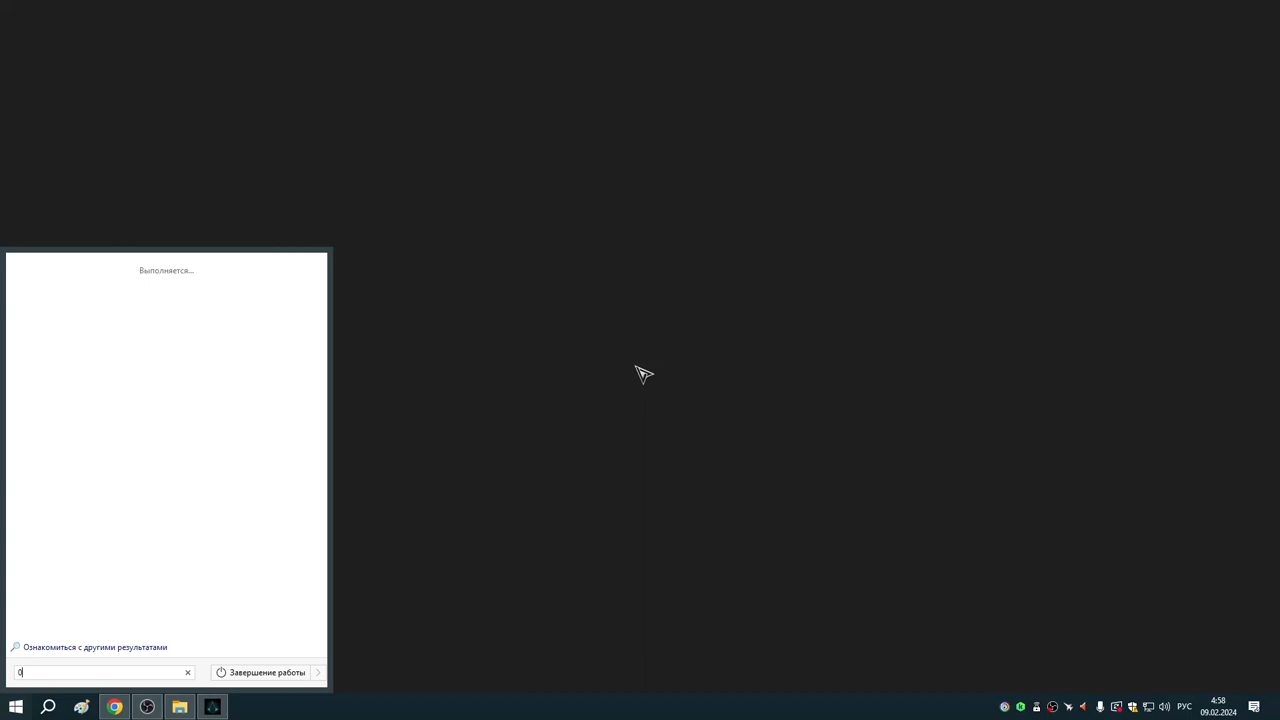 Выполняется...
Ознакомиться с другими результатами
0
Завершение работы
РУС
4:58
09.02.2024